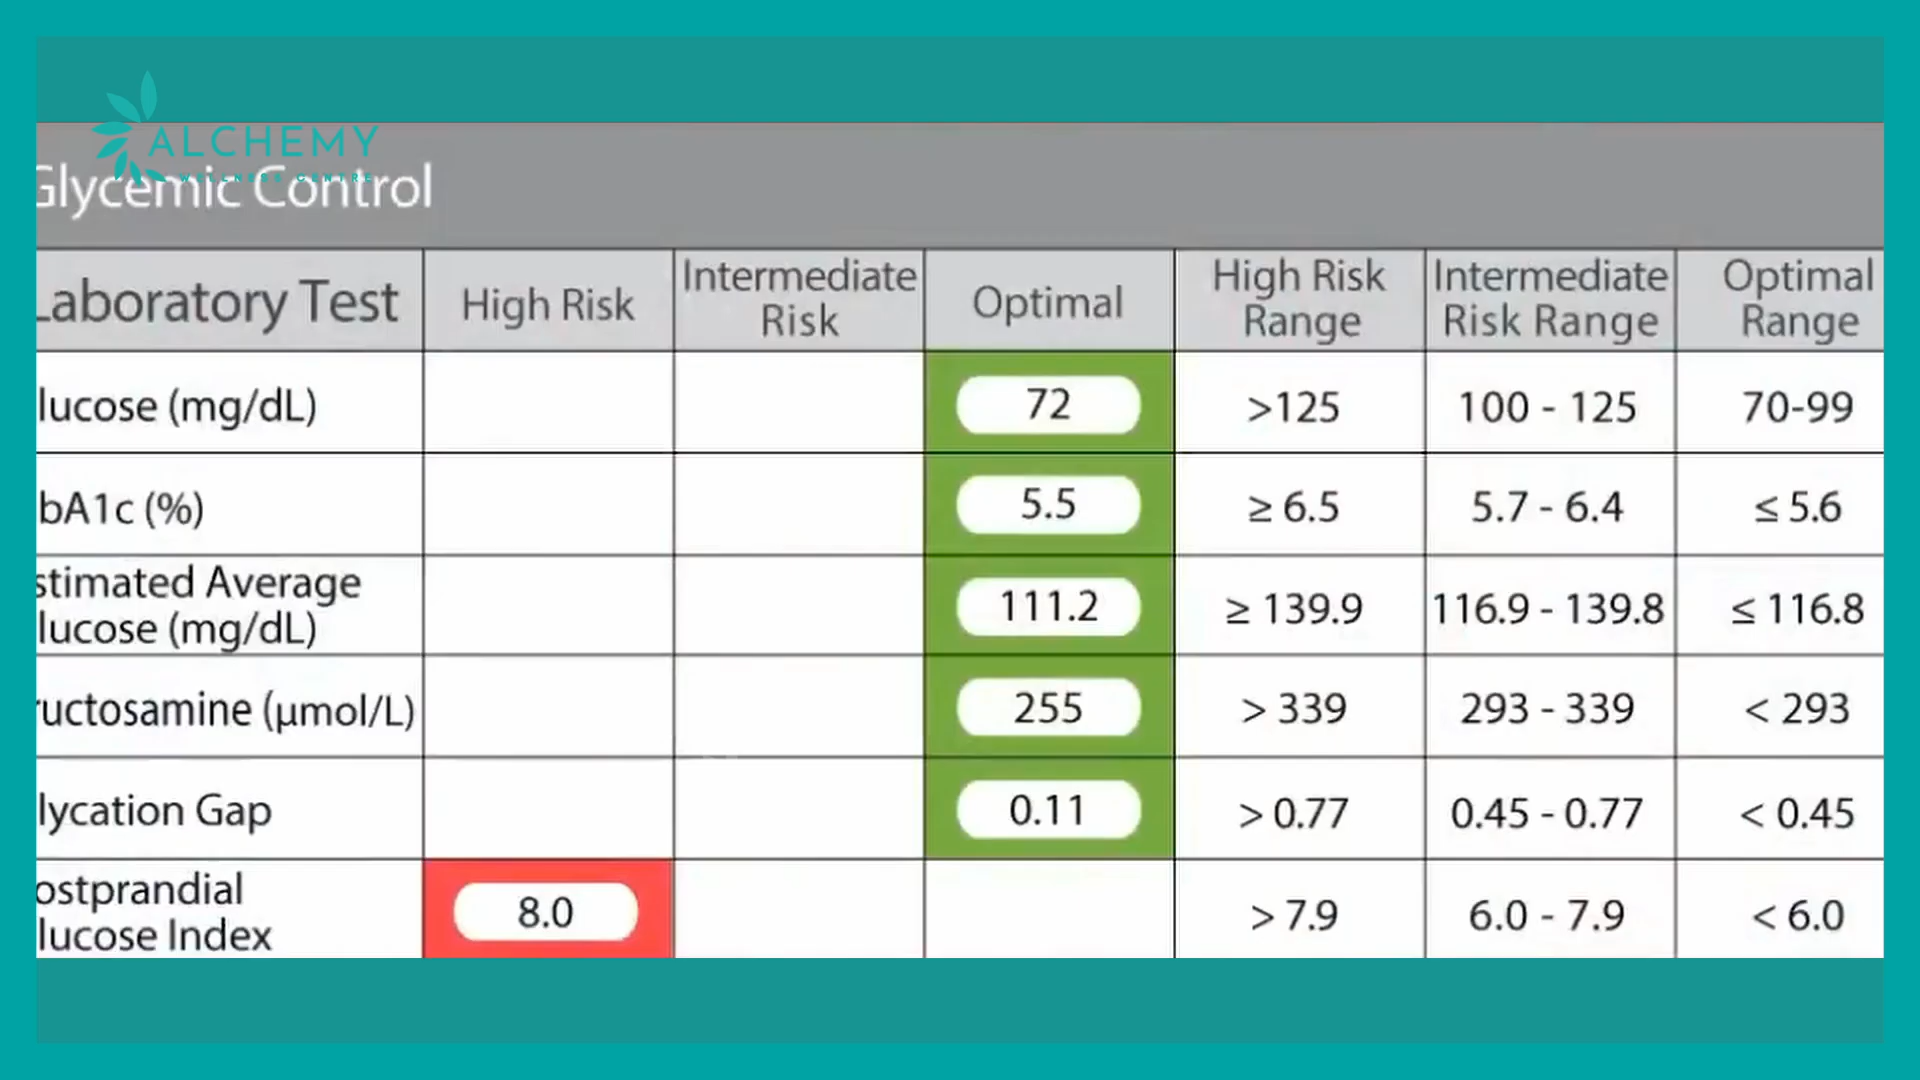 ALCHEMY
WELLNESS CENTRE
Glycemic Control
Laboratory Test High Risk Intermediate Risk Optimal High Risk Range Intermediate Risk Range Optimal Range
lucose (mg/dL) 72 >125 100 - 125 70-99
bA1c (%) 5.5 ≥ 6.5 5.7 - 6.4 ≤ 5.6
stimated Average
lucose (mg/dL) 111.2 ≥ 139.9 116.9 - 139.8 ≤ 116.8
ructosamine (µmol/L) 255 > 339 293 - 339 < 293
lycation Gap 0.11 > 0.77 0.45 - 0.77 < 0.45
ostprandial
lucose Index 8.0 > 7.9 6.0 - 7.9 < 6.0